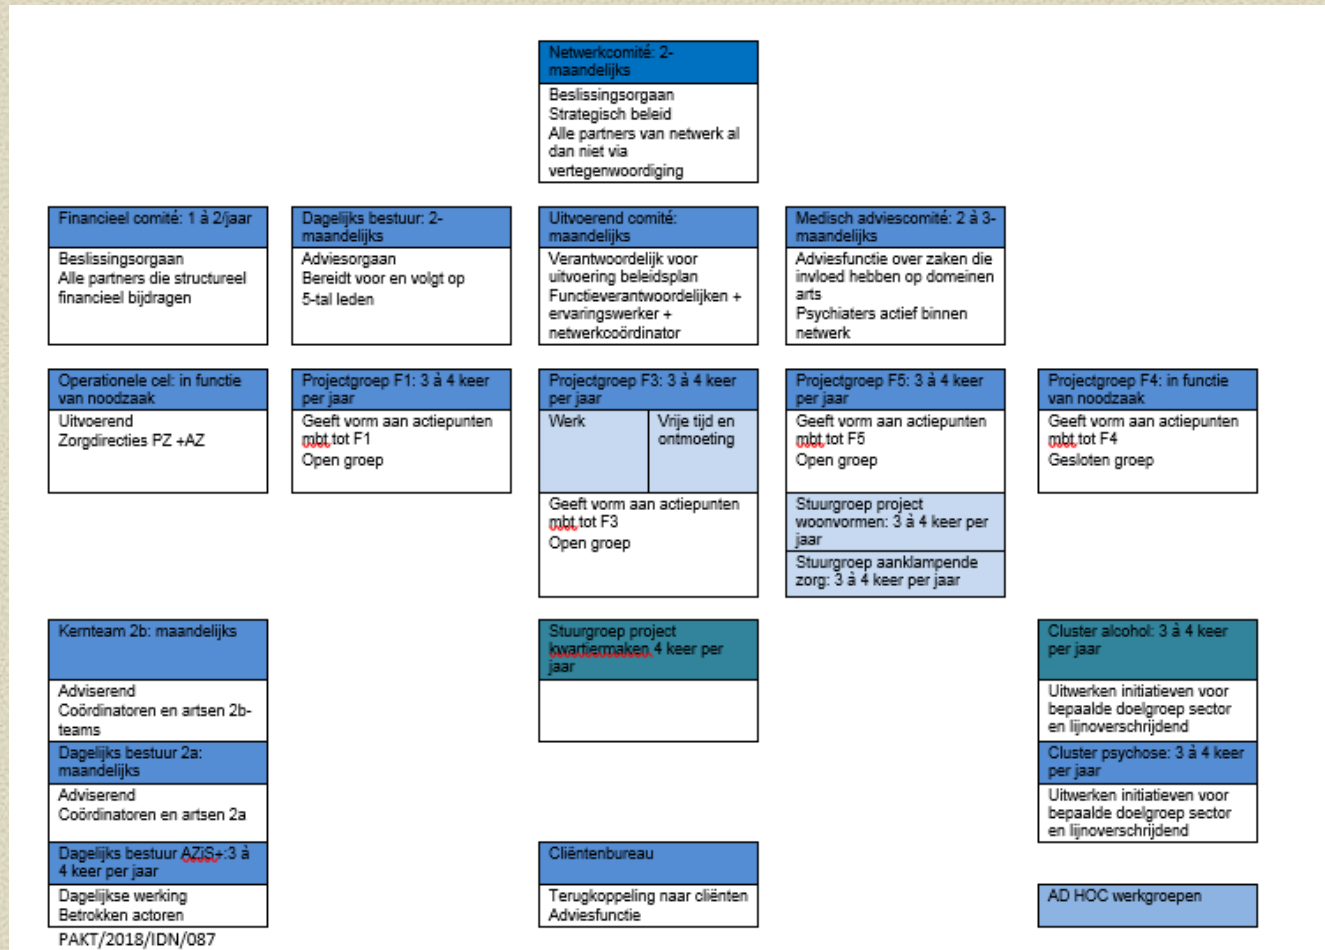 Netwerkcomité: 2-
maandelijks
Beslissingsorgaan
Strategisch beleid
Alle partners van netwerk al
dan niet via
vertegenwoordiging
Financieel comité: 1 à 2/jaar
Beslissingsorgaan
Alle partners die structureel
financieel bijdragen
Dagelijks bestuur: 2-
maandelijks
Adviesorgaan
Bereidt voor en volgt op
5-tal leden
Uitvoerend comité:
maandelijks
Verantwoordelijk voor
uitvoering beleidsplan
Functieverantwoordelijken +
ervaringswerker +
netwerkcoördinator
Medisch adviescomité: 2 à 3-
maandelijks
Adviesfunctie over zaken die
invloed hebben op domeinen
arts
Psychiaters actief binnen
netwerk
Operationele cel: in functie
van noodzaak
Uitvoerend
Zorgdirecties PZ +AZ
Projectgroep F1: 3 à 4 keer
per jaar
Geeft vorm aan actiepunten
mbt.tot F1
Open groep
Projectgroep F3: 3 à 4 keer
per jaar
Werk
Vrije tijd en
ontmoeting
Geeft vorm aan actiepunten
mbt.tot F3
Open groep
Projectgroep F5: 3 à 4 keer
per jaar
Geeft vorm aan actiepunten
mbt.tot F5
Open groep
Stuurgroep project
woonvormen: 3 à 4 keer per
jaar
Stuurgroep aanklampende
zorg: 3 à 4 keer per jaar
Projectgroep F4: in functie
van noodzaak
Geeft vorm aan actiepunten
mbt.tot F4
Gesloten groep
Kernteam 2b: maandelijks
Adviserend
Coördinatoren en artsen 2b-
teams
Dagelijks bestuur 2a:
maandelijks
Adviserend
Coördinatoren en artsen 2a
Dagelijks bestuur AZiS+:3 à
4 keer per jaar
Dagelijkse werking
Betrokken actoren
Stuurgroep project
kwartiermaken 4 keer per
jaar
Cliëntenbureau
Terugkoppeling naar cliënten
Adviesfunctie
Cluster alcohol: 3 à 4 keer
per jaar
Uitwerken initiatieven voor
bepaalde doelgroep sector
en lijnoverschrijdend
Cluster psychose: 3 à 4 keer
per jaar
Uitwerken initiatieven voor
bepaalde doelgroep sector
en lijnoverschrijdend
AD HOC werkgroepen
PAKT/2018/IDN/087